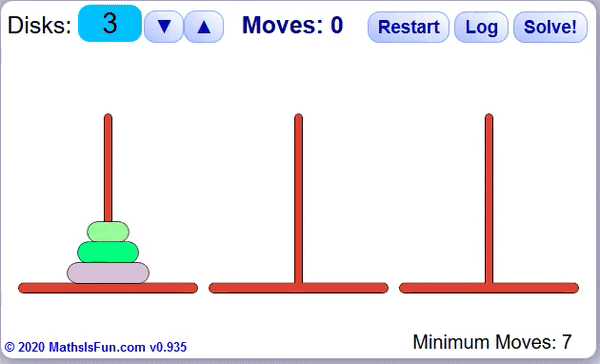 Disks: 3 ▼ ▲ Moves: 0 Restart Log Solve!
Minimum Moves: 7
© 2020 MathsIsFun.com v0.935